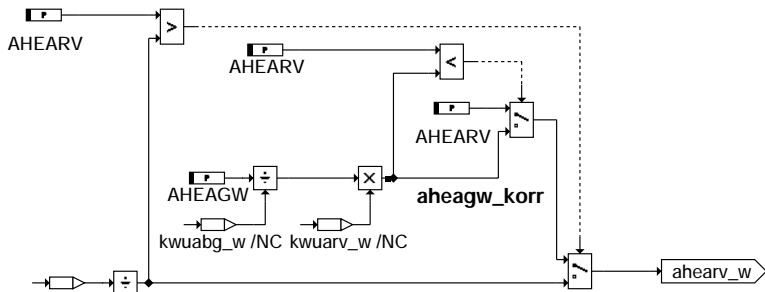 P
AHEARV
>
P
AHEARV
<
P
AHEARV
P
AHEAGW
÷
×
aheagw_korr
kwuabg_w /NC
kwuarv_w /NC
÷
ahearv_w